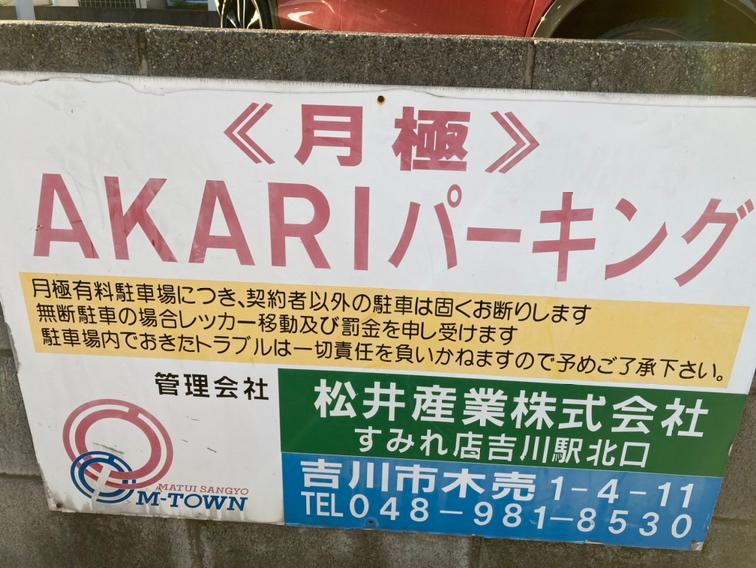 《月極》
AKARIパーキング
月極有料駐車場につき、契約者以外の駐車は固くお断りします
無断駐車の場合レッカー移動及び罰金を申し受けます
駐車場内でおきたトラブルは一切責任を負いかねますので予めご了承下さい。
管理会社
MATUI SANGYO
M-TOWN
松井産業株式会社
すみれ店吉川駅北口
吉川市木売1-4-11
TEL048-981-8530